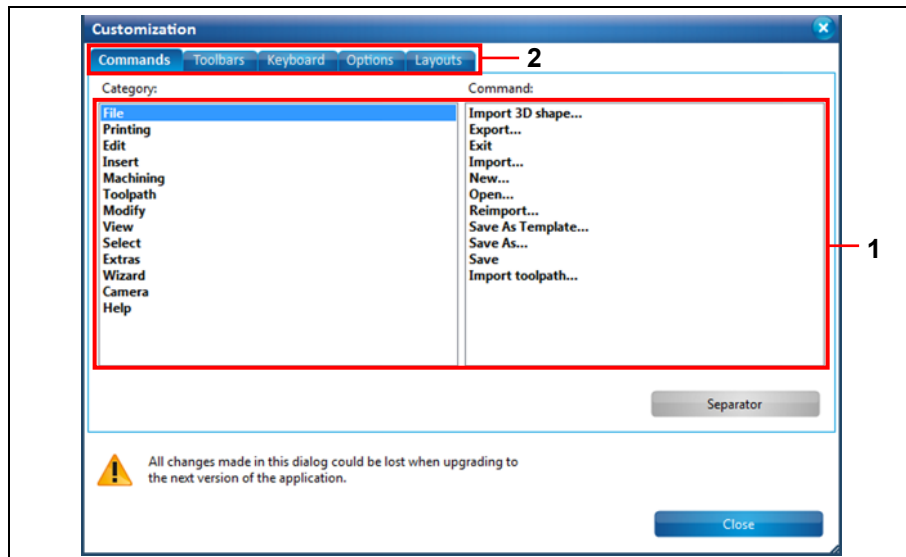 Customization
Commands Toolbars Keyboard Options Layouts
2
Category:
Command:
File
Printing
Edit
Insert
Machining
Toolpath
Modify
View
Select
Extras
Wizard
Camera
Help
Import 3D shape...
Export...
Exit
Import...
New...
Open...
Reimport...
Save As Template...
Save As...
Save
Import toolpath...
1
Separator
All changes made in this dialog could be lost when upgrading to
the next version of the application.
Close